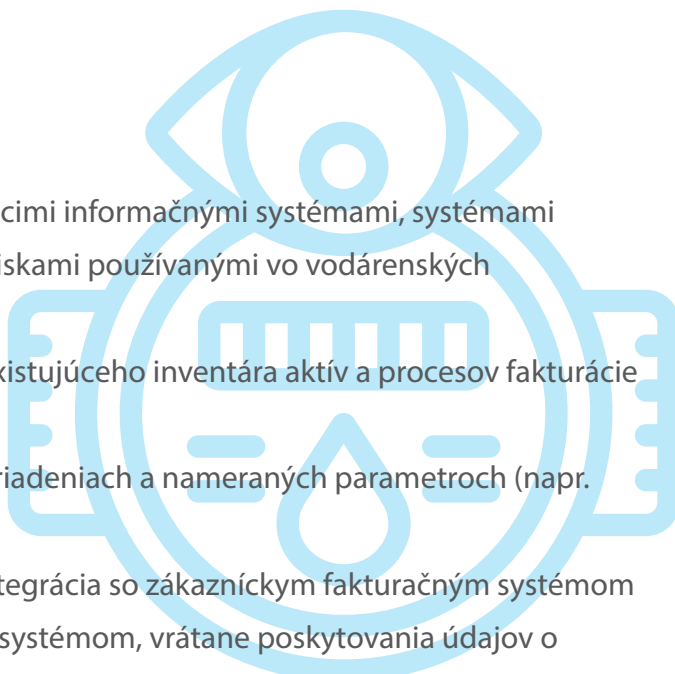 cimi informačnými systémami, systémami
iskami používanými vo vodárenských
xistujúceho inventára aktív a procesov fakturácie
riadeniach a nameraných parametroch (napr.
tegrácia so zákazníckym fakturačným systémom
systémom, vrátane poskytovania údajov o